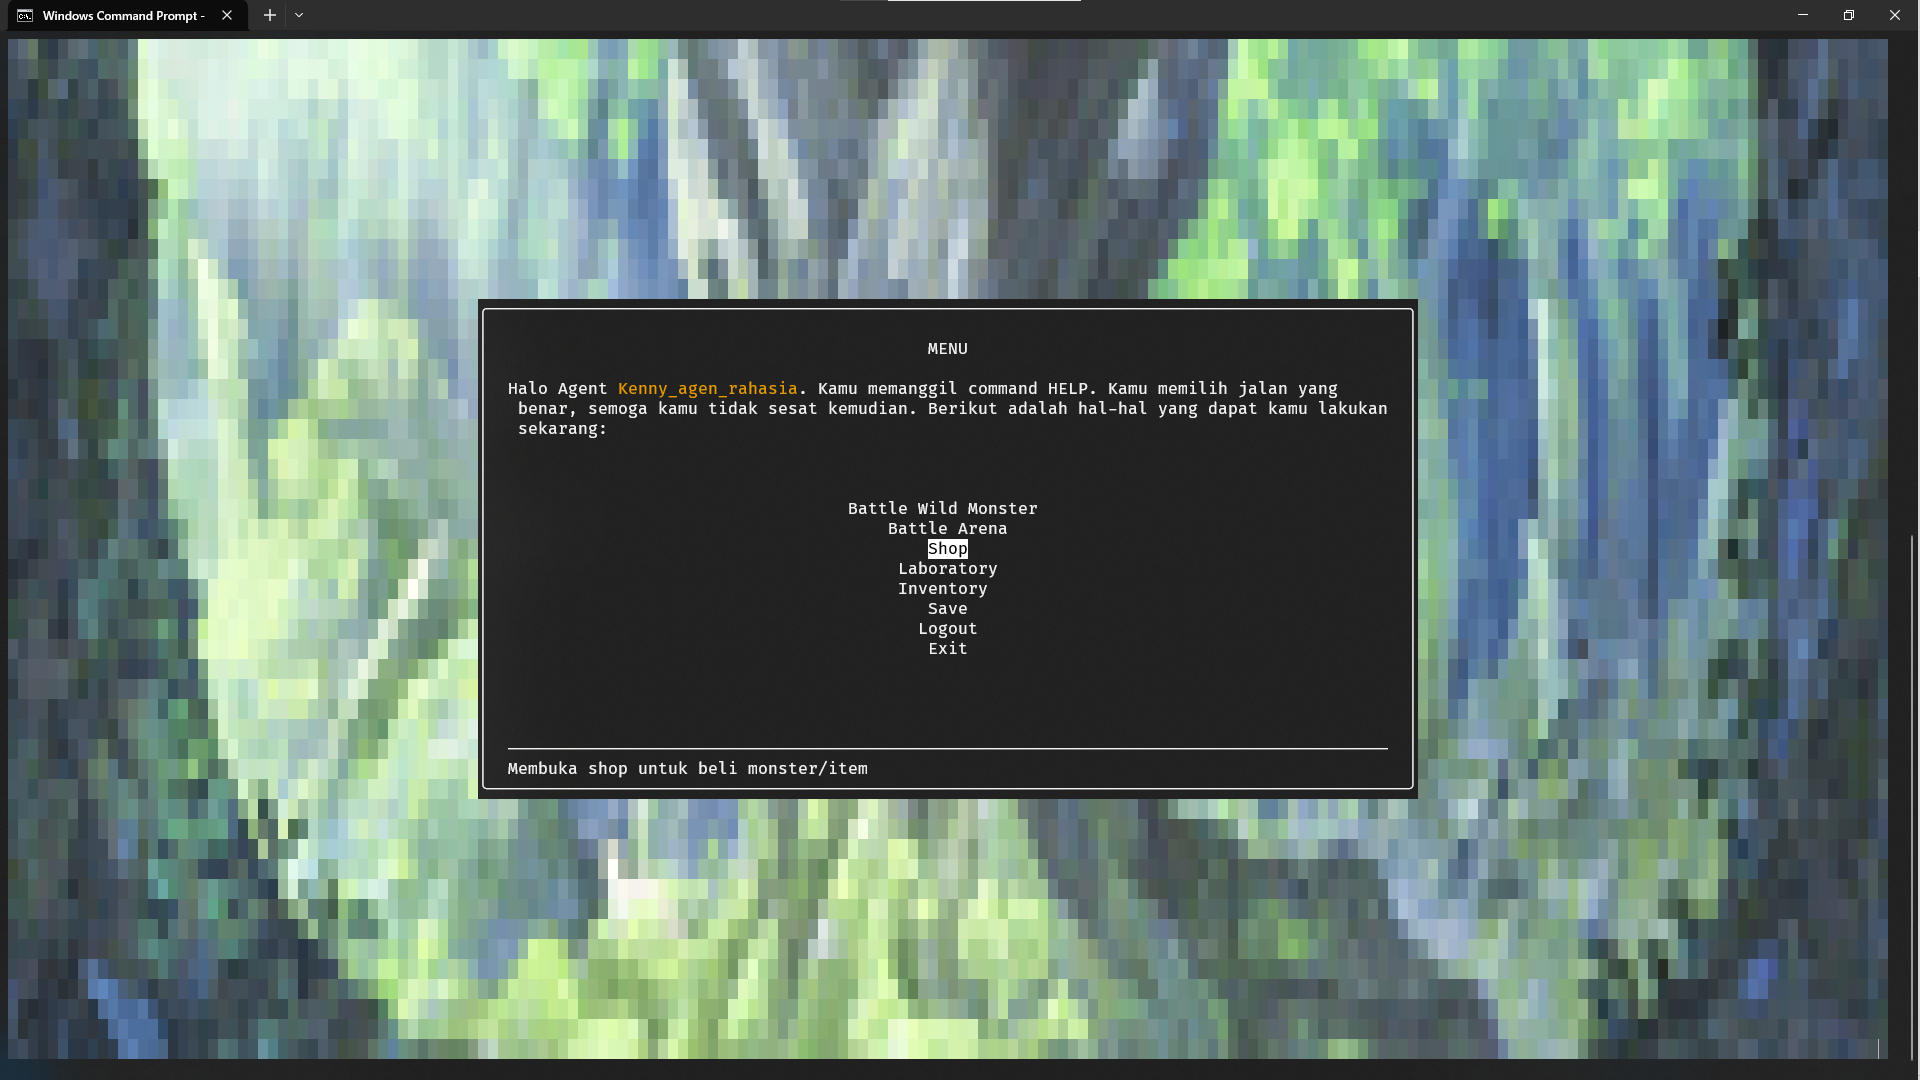 Windows Command Prompt -
MENU
Halo Agent Kenny_agen_rahasia. Kamu memanggil command HELP. Kamu memilih jalan yang
benar, semoga kamu tidak sesat kemudian. Berikut adalah hal-hal yang dapat kamu lakukan
sekarang:
Battle Wild Monster
Battle Arena
Shop
Laboratory
Inventory
Save
Logout
Exit
Membuka shop untuk beli monster/item